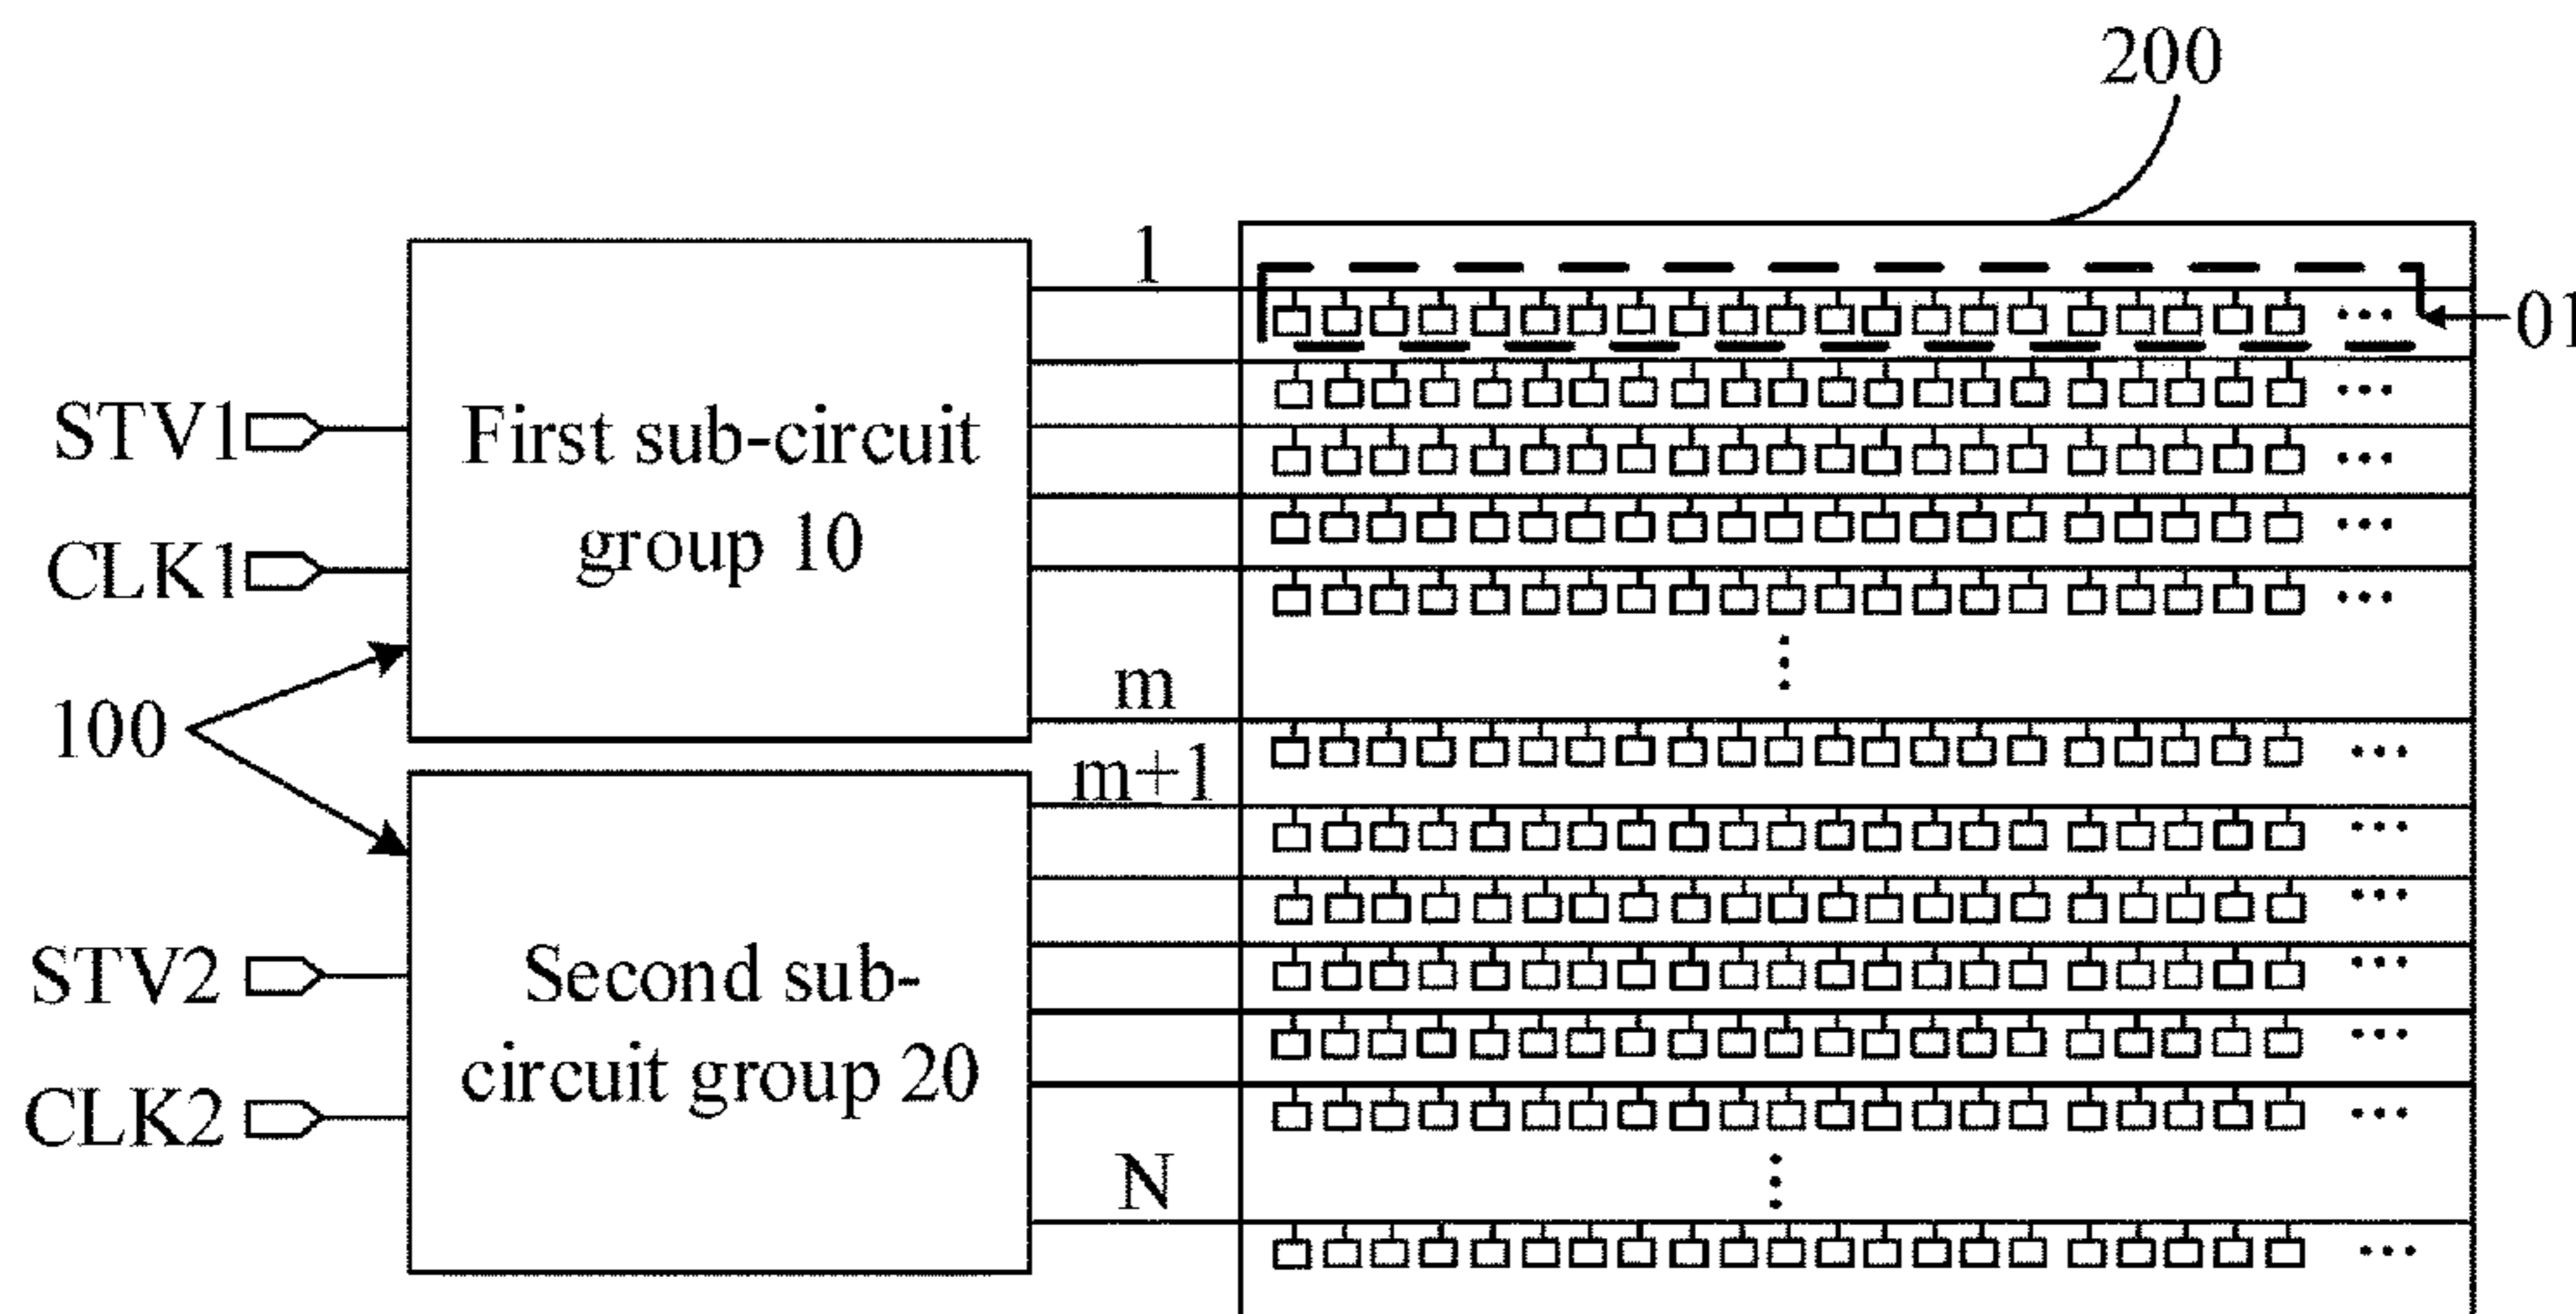 200
1
01
STV1
First sub-circuit
group 10
CLK1
m
100
m+1
STV2
Second sub-
circuit group 20
CLK2
N